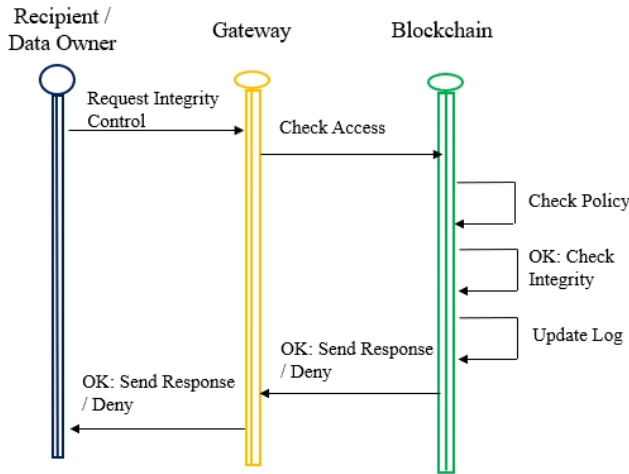 Recipient /
Data Owner
Gateway
Blockchain
Request Integrity
Control
Check Access
Check Policy
OK: Check
Integrity
Update Log
OK: Send Response
/ Deny
OK: Send Response
/ Deny